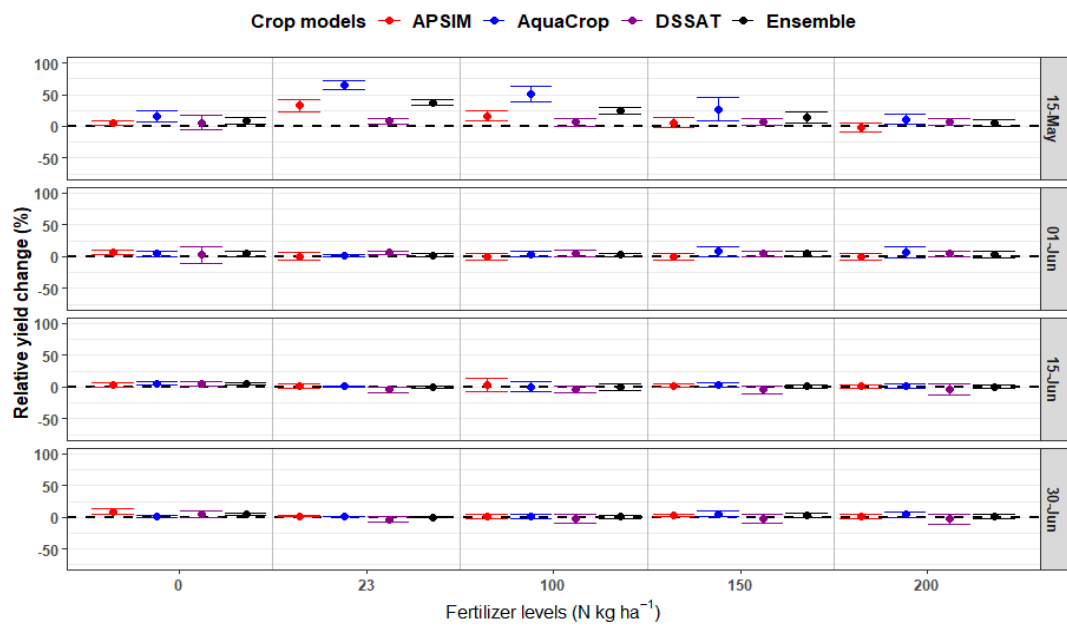 Crop models APSIM AquaCrop DSSAT Ensemble
Relative yield change (%)
100
50
0
-50
15-May
100
50
0
-50
01-Jun
100
50
0
-50
15-Jun
100
50
0
-50
30-Jun
0 23 100 150 200
Fertilizer levels (N kg ha⁻¹)